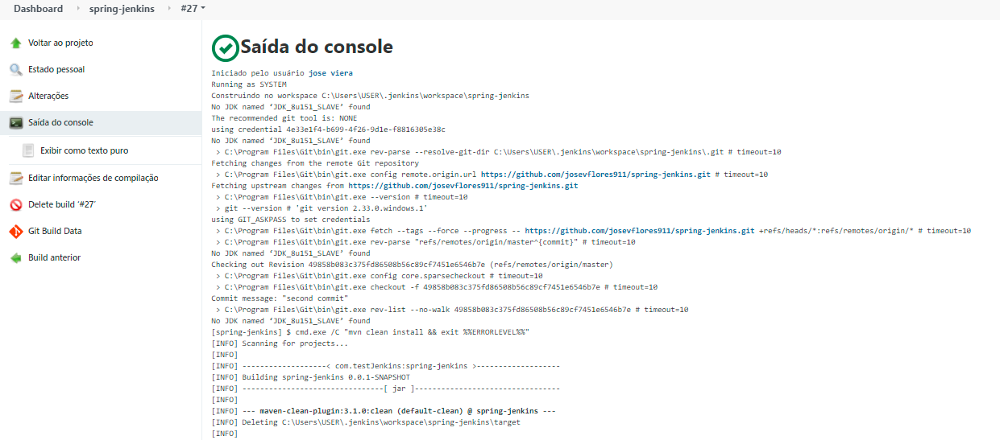 Dashboard
spring-jenkins
#27
Voltar ao projeto
Estado pessoal
Alterações
Saída do console
Exibir como texto puro
Editar informações de compilação
Delete build ‘#27’
Git Build Data
Build anterior
Saída do console
Iniciado pelo usuário jose viera
Running as SYSTEM
Construindo no workspace C:\Users\USER\.jenkins\workspace\spring-jenkins
No JDK named ‘JDK_8u151_SLAVE’ found
The recommended git tool is: NONE
using credential 4e33e1f4-b699-4f26-9d1e-f8816305e38c
No JDK named ‘JDK_8u151_SLAVE’ found
> C:\Program Files\Git\bin\git.exe rev-parse --resolve-git-dir C:\Users\USER\.jenkins\workspace\spring-jenkins\.git # timeout=10
Fetching changes from the remote Git repository
> C:\Program Files\Git\bin\git.exe config remote.origin.url https://github.com/josevflores911/spring-jenkins.git # timeout=10
Fetching upstream changes from https://github.com/josevflores911/spring-jenkins.git
> C:\Program Files\Git\bin\git.exe --version # timeout=10
> git --version # 'git version 2.33.0.windows.1'
using GIT_ASKPASS to set credentials
> C:\Program Files\Git\bin\git.exe fetch --tags --force --progress -- https://github.com/josevflores911/spring-jenkins.git +refs/heads/*:refs/remotes/origin/* # timeout=10
> C:\Program Files\Git\bin\git.exe rev-parse "refs/remotes/origin/master^{commit}" # timeout=10
No JDK named ‘JDK_8u151_SLAVE’ found
Checking out Revision 49858b083c375fd86508b56c89cf7451e6546b7e (refs/remotes/origin/master)
> C:\Program Files\Git\bin\git.exe config core.sparsecheckout # timeout=10
> C:\Program Files\Git\bin\git.exe checkout -f 49858b083c375fd86508b56c89cf7451e6546b7e # timeout=10
Commit message: "second commit"
> C:\Program Files\Git\bin\git.exe rev-list --no-walk 49858b083c375fd86508b56c89cf7451e6546b7e # timeout=10
No JDK named ‘JDK_8u151_SLAVE’ found
[spring-jenkins] $ cmd.exe /C "mvn clean install && exit %%ERRORLEVEL%%"
[INFO] Scanning for projects...
[INFO]
[INFO] -------------------< com.testJenkins:spring-jenkins >-------------------
[INFO] Building spring-jenkins 0.0.1-SNAPSHOT
[INFO] --------------------------------[ jar ]---------------------------------
[INFO]
[INFO] --- maven-clean-plugin:3.1.0:clean (default-clean) @ spring-jenkins ---
[INFO] Deleting C:\Users\USER\.jenkins\workspace\spring-jenkins\target
[INFO]